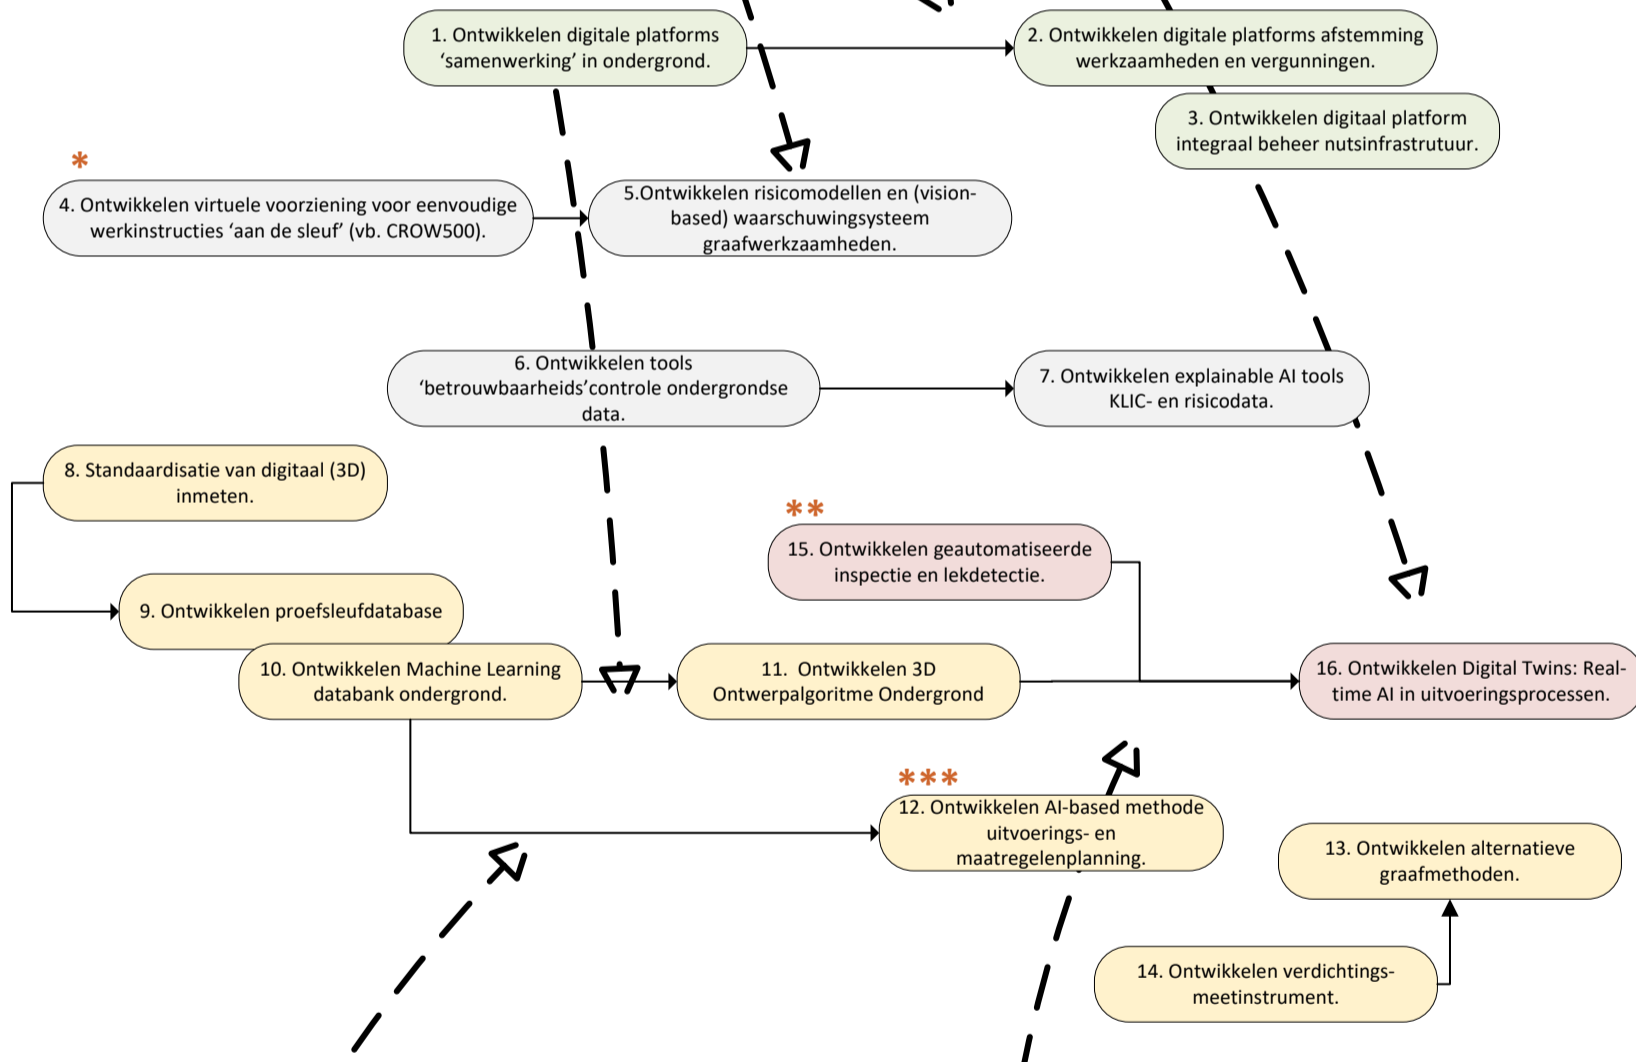 1. Ontwikkelen digitale platforms
‘samenwerking’ in ondergrond.
2. Ontwikkelen digitale platforms afstemming
werkzaamheden en vergunningen.
3. Ontwikkelen digitaal platform
integraal beheer nutsinfrastrutuur.
*
4. Ontwikkelen virtuele voorziening voor eenvoudige
werkinstructies ‘aan de sleuf’ (vb. CROW500).
5.Ontwikkelen risicomodellen en (vision-
based) waarschuwingsysteem
graafwerkzaamheden.
6. Ontwikkelen tools
‘betrouwbaarheids’controle ondergrondse
data.
7. Ontwikkelen explainable AI tools
KLIC- en risicodata.
8. Standaardisatie van digitaal (3D)
inmeten.
**
15. Ontwikkelen geautomatiseerde
inspectie en lekdetectie.
9. Ontwikkelen proefsleufdatabase
10. Ontwikkelen Machine Learning
databank ondergrond.
11. Ontwikkelen 3D
Ontwerpalgoritme Ondergrond
16. Ontwikkelen Digital Twins: Real-
time AI in uitvoeringsprocessen.
***
12. Ontwikkelen AI-based methode
uitvoerings- en
maatregelenplanning.
13. Ontwikkelen alternatieve
graafmethoden.
14. Ontwikkelen verdichtings-
meetinstrument.